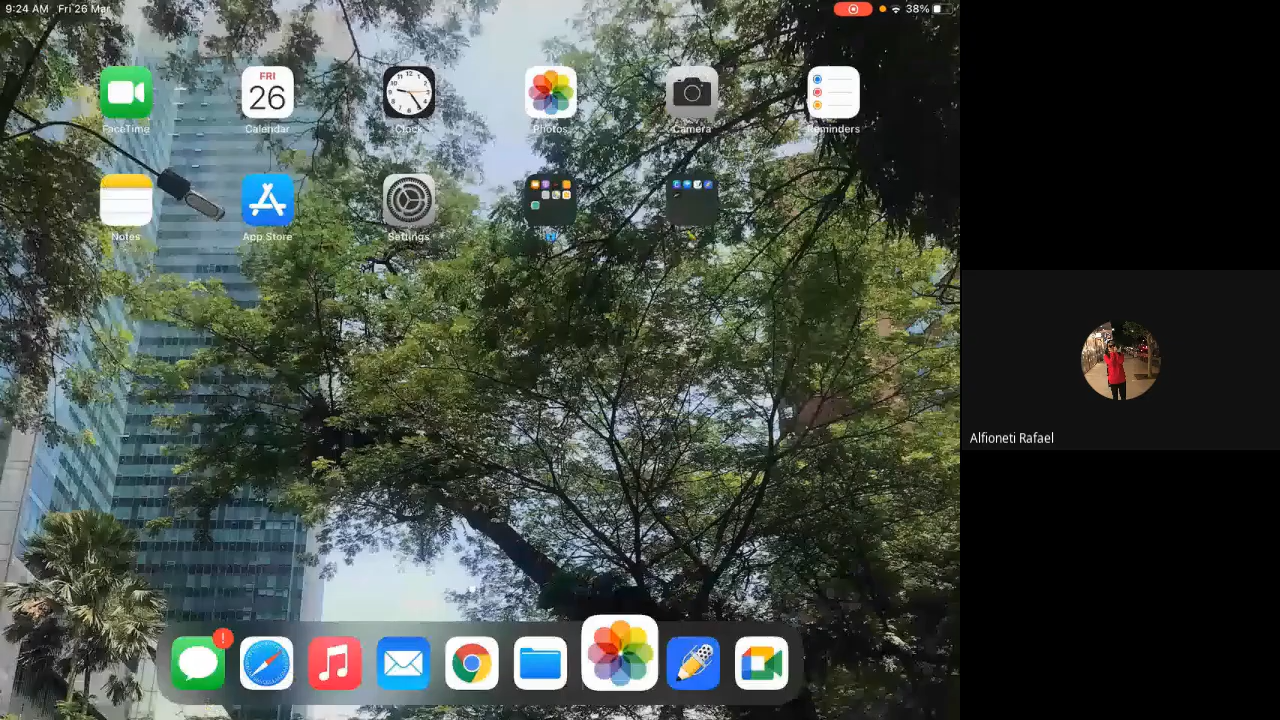 9:24 AM Fri 26 Mar
38%
FRI
26
FaceTime
Calendar
Clock
Photos
Camera
Reminders
Notes
App Store
Settings
!
Alfioneti Rafael